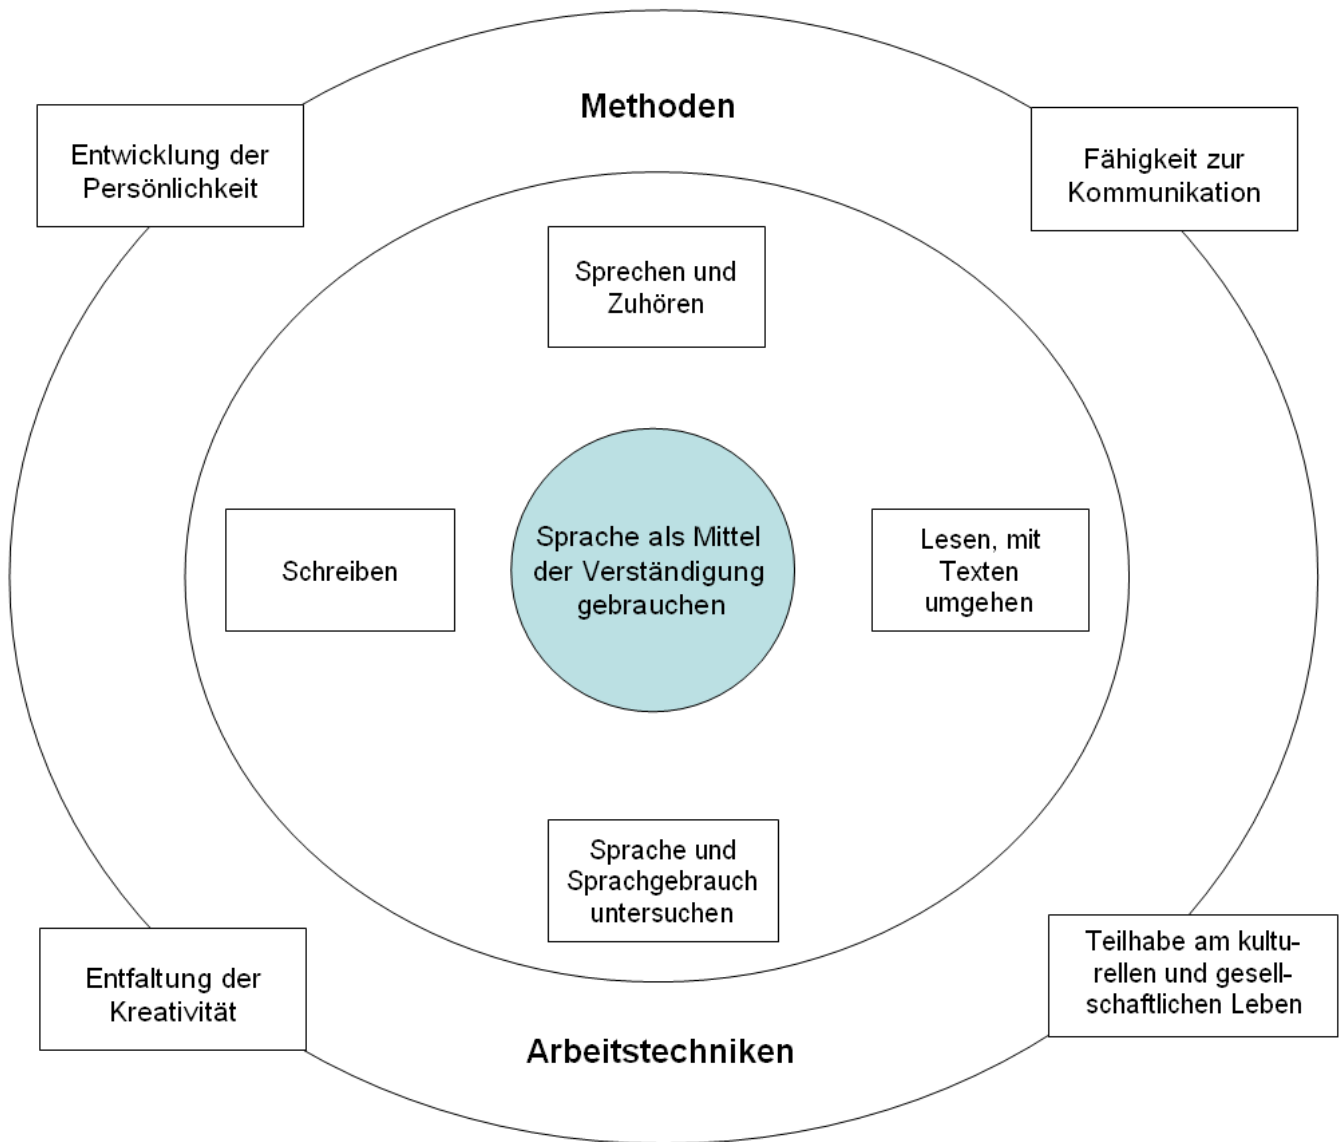 Methoden
Entwicklung der
Persönlichkeit
Fähigkeit zur
Kommunikation
Sprechen und
Zuhören
Schreiben
Sprache als Mittel
der Verständigung
gebrauchen
Lesen, mit
Texten
umgehen
Sprache und
Sprachgebrauch
untersuchen
Entfaltung der
Kreativität
Teilhabe am kultu-
rellen und gesell-
schaftlichen Leben
Arbeitstechniken